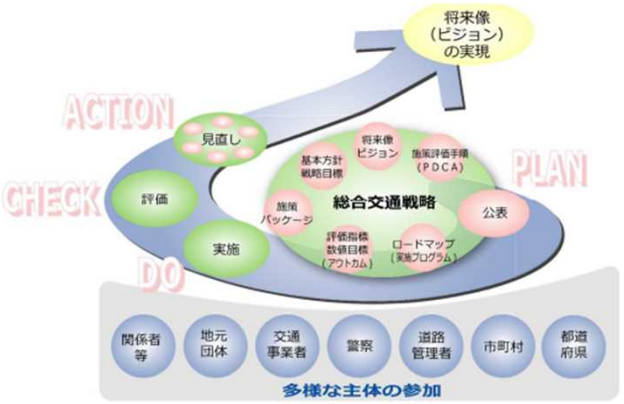 将来像
（ビジョン）
の実現
ACTION
見直し
将来像
ビジョン
基本方針
戦略目標
施策評価手順
(PDCA)
PLAN
CHECK
評価
総合交通戦略
施策
パッケージ
公表
実施
評価指標
数値目標
(アウトカム)
ロードマップ
(実施プログラム)
DO
関係者
等
地元
団体
交通
事業者
警察
道路
管理者
市町村
都道
府県
多様な主体の参加